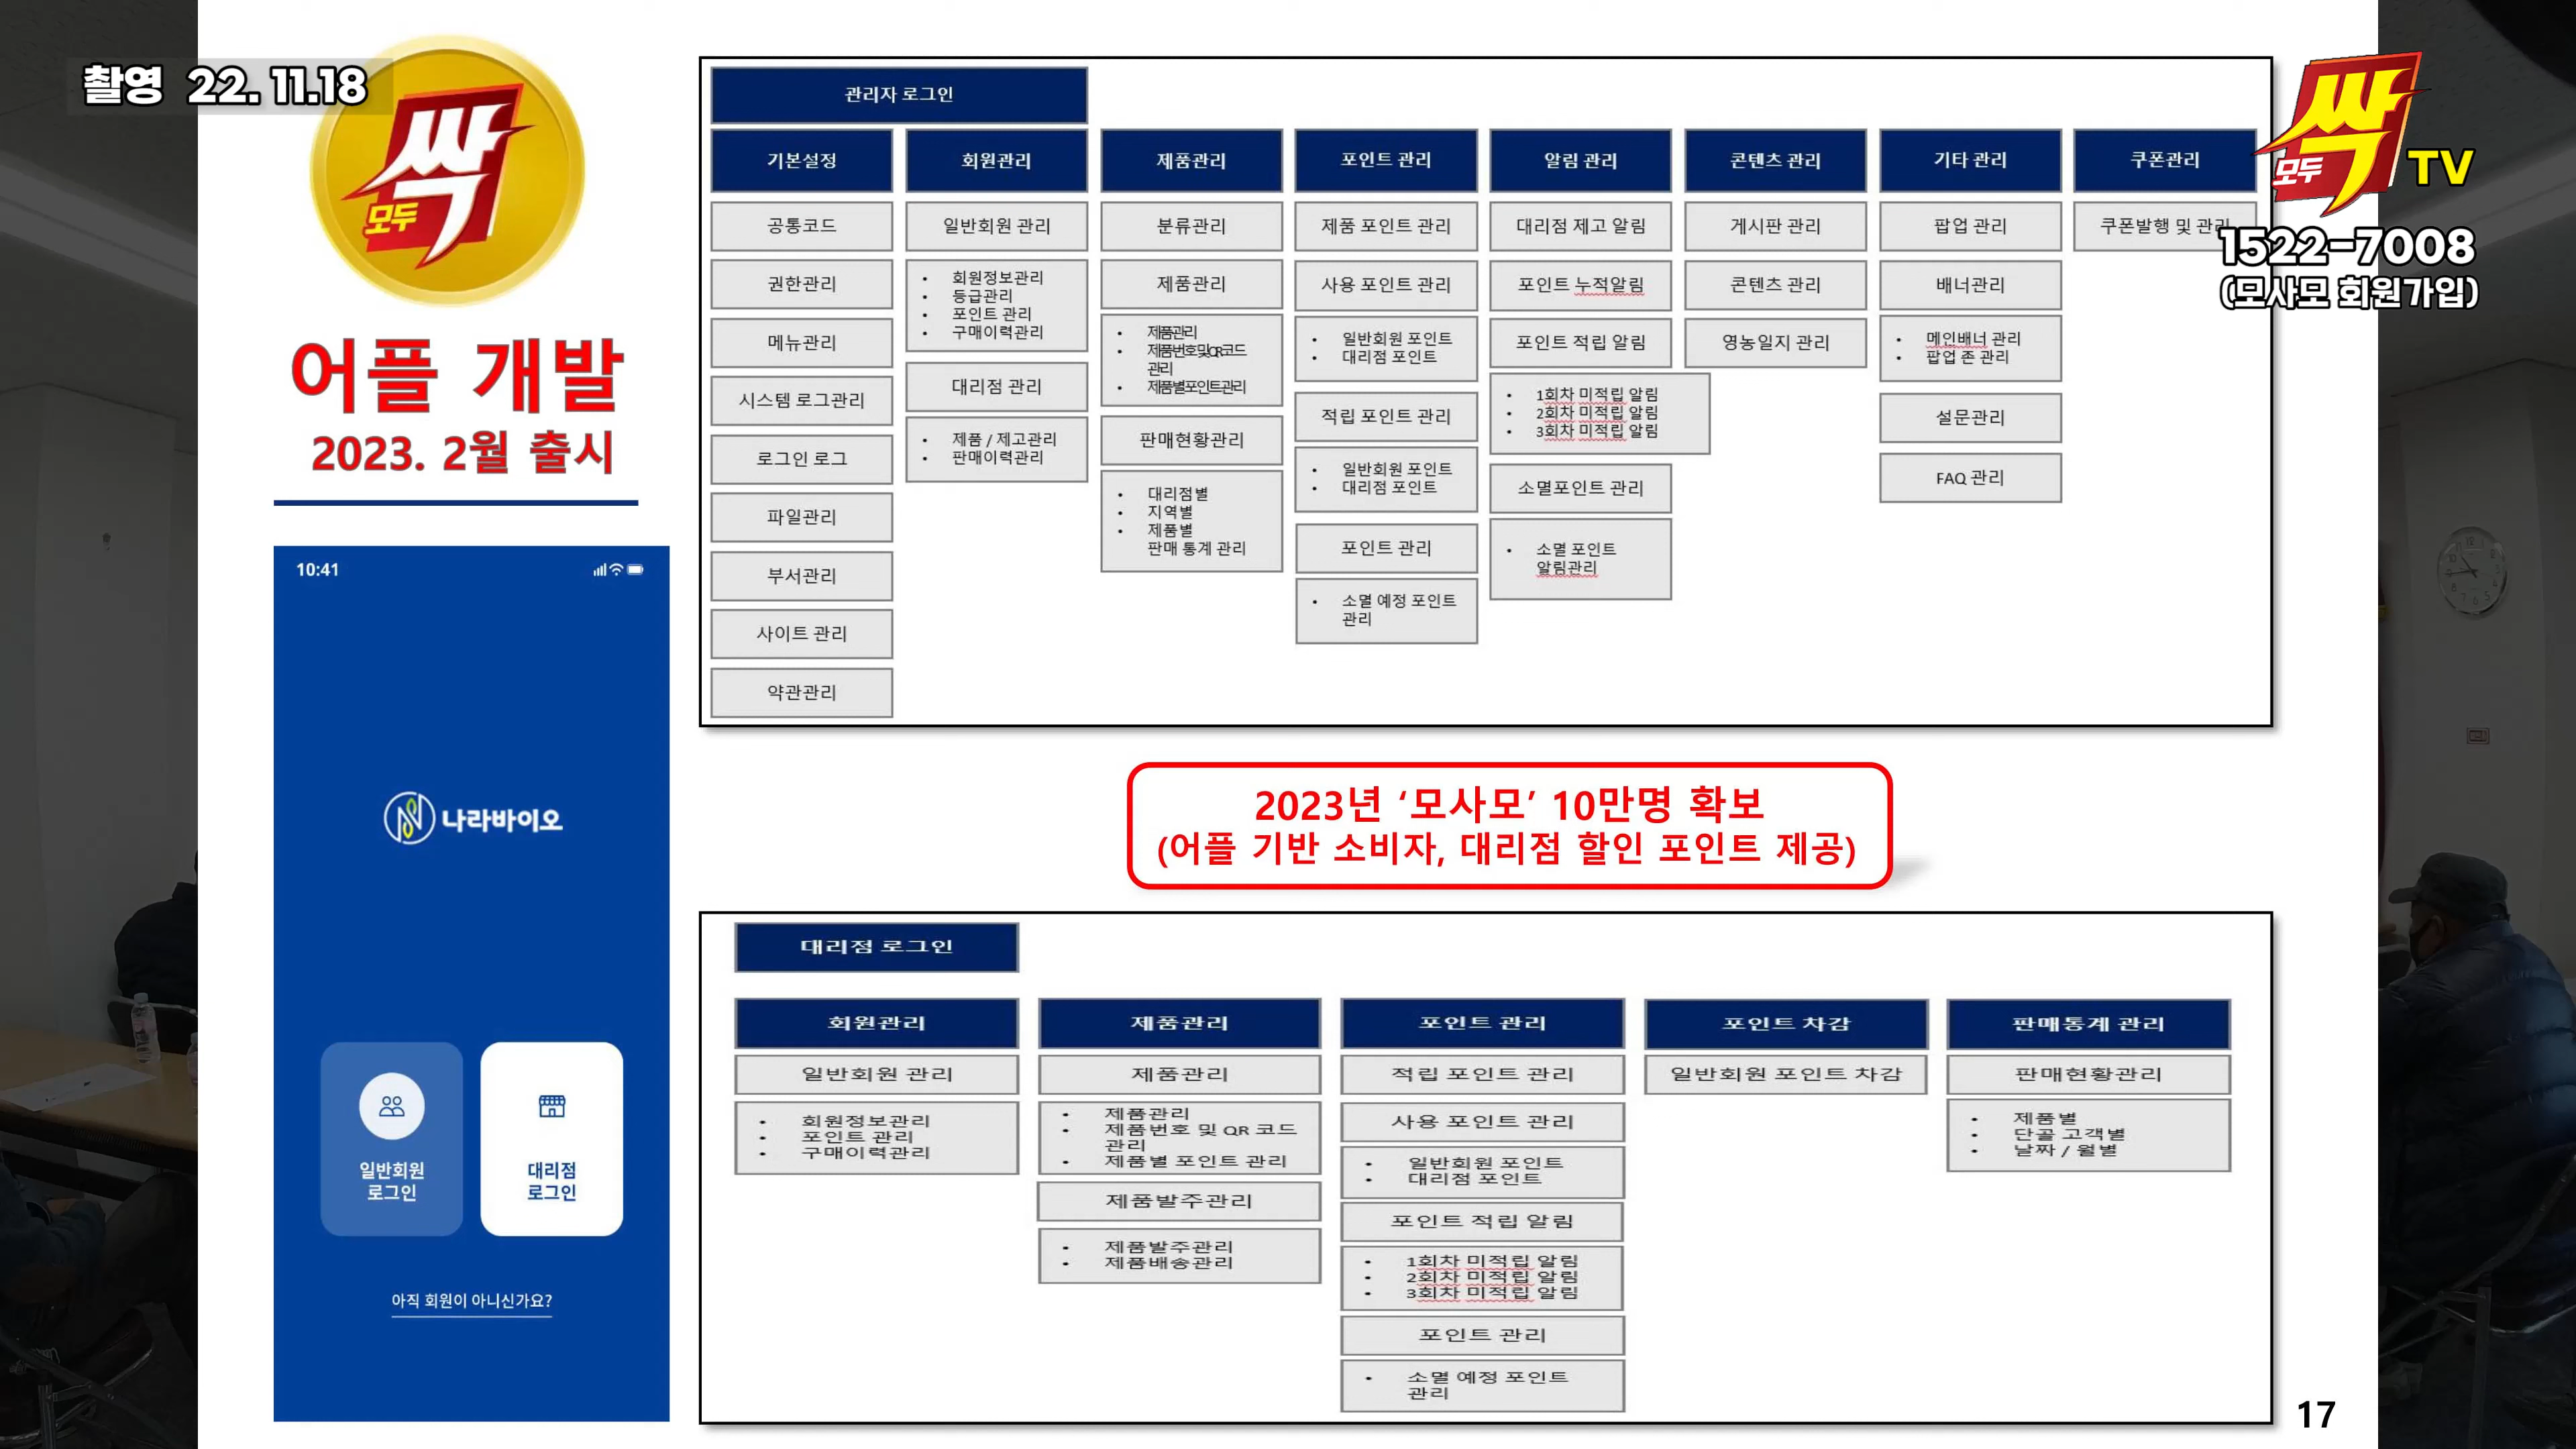 촬영 22. 11.18
싹
모두
어플 개발
2023. 2월 출시
10:41
나라바이오
일반회원
로그인
대리점
로그인
아직 회원이 아니신가요?
관리자 로그인
기본설정
공통코드
권한관리
메뉴관리
시스템 로그관리
로그인 로그
파일관리
부서관리
사이트 관리
약관관리
회원관리
일반회원 관리
• 회원정보관리
• 등급관리
• 포인트 관리
• 구매이력관리
대리점 관리
• 제품 / 제고관리
• 판매이력관리
제품관리
분류관리
제품관리
• 제품관리
• 제품번호 및 QR 코드
관리
• 제품별 포인트 관리
판매현황관리
• 대리점별
• 지역별
• 제품별
판매 통계 관리
포인트 관리
제품 포인트 관리
사용 포인트 관리
• 일반회원 포인트
• 대리점 포인트
적립 포인트 관리
• 일반회원 포인트
• 대리점 포인트
포인트 관리
• 소멸 예정 포인트
관리
알림 관리
대리점 제고 알림
포인트 누적알림
포인트 적립 알림
• 1회차 미적립 알림
• 2회차 미적립 알림
• 3회차 미적립 알림
소멸포인트 관리
• 소멸 포인트
알림관리
콘텐츠 관리
게시판 관리
콘텐츠 관리
영농일지 관리
기타 관리
팝업 관리
배너관리
• 메인배너 관리
• 팝업 존 관리
설문관리
FAQ 관리
쿠폰관리
쿠폰발행 및 관리
싹
모두
TV
1522-7008
(모사모 회원가입)
2023년 ‘모사모’ 10만명 확보
(어플 기반 소비자, 대리점 할인 포인트 제공)
대리점 로그인
회원관리
일반회원 관리
• 회원정보관리
• 포인트 관리
• 구매이력관리
제품관리
제품관리
• 제품관리
• 제품번호 및 QR 코드
관리
• 제품별 포인트 관리
제품발주관리
• 제품발주관리
• 제품배송관리
포인트 관리
적립 포인트 관리
사용 포인트 관리
• 일반회원 포인트
• 대리점 포인트
포인트 적립 알림
• 1회차 미적립 알림
• 2회차 미적립 알림
• 3회차 미적립 알림
포인트 관리
• 소멸 예정 포인트
관리
포인트 차감
일반회원 포인트 차감
판매통계 관리
판매현황관리
• 제품별
• 단골 고객별
• 날짜 / 월별
17